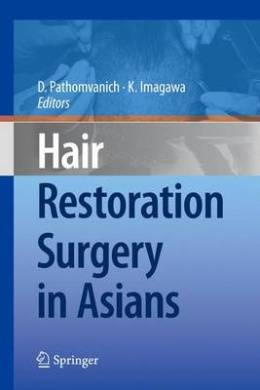 D. Pathomvanich · K. Imagawa
Editors
Hair
Restoration
Surgery
in Asians
Springer